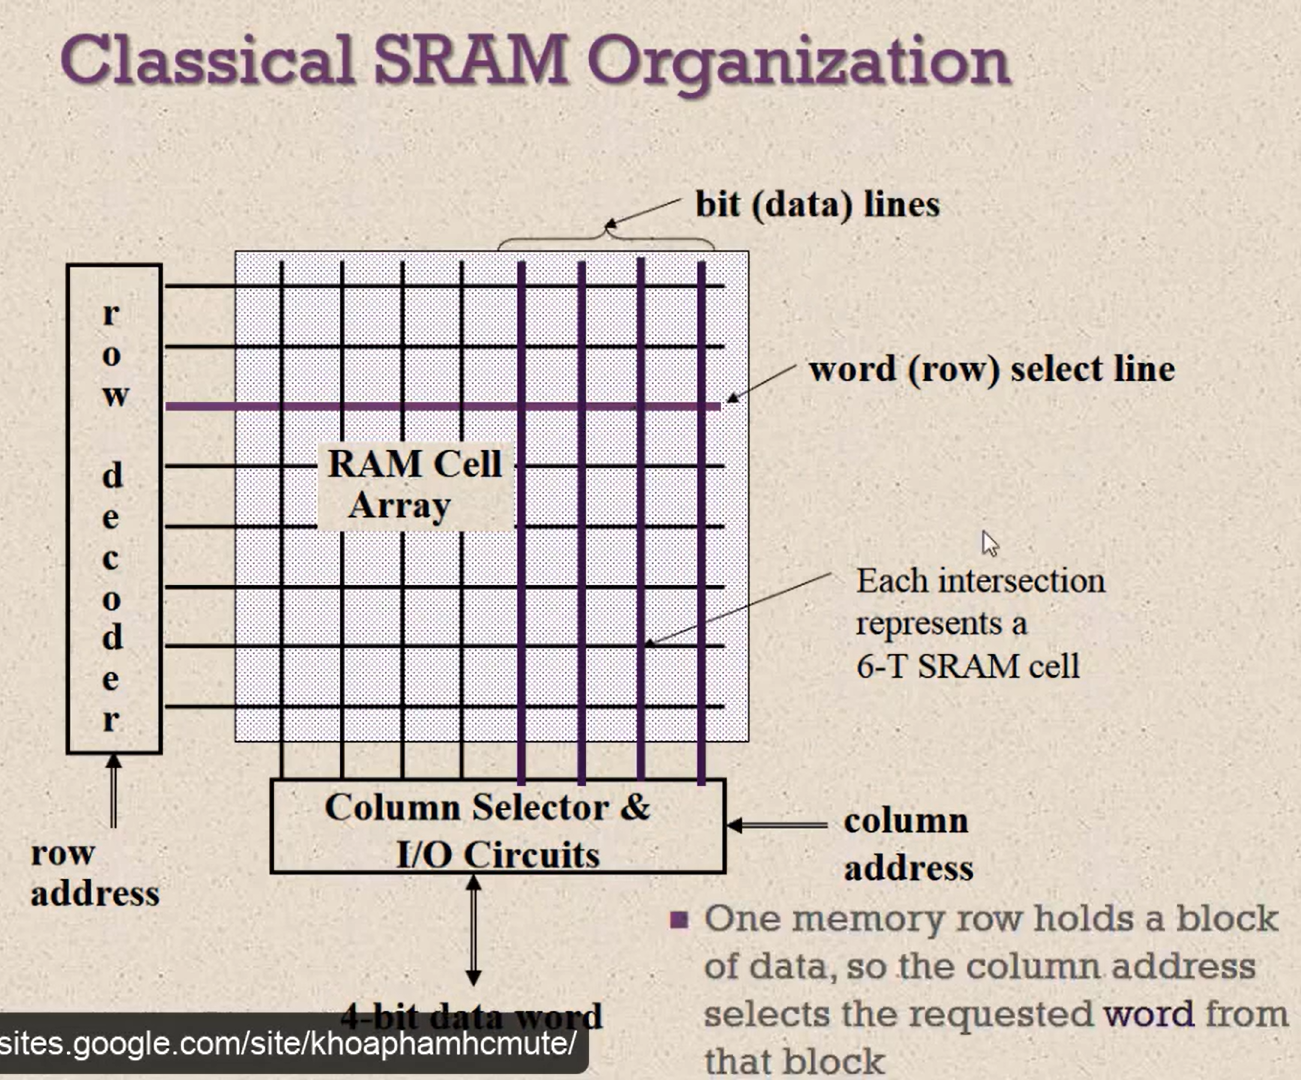 Classical SRAM Organization
bit (data) lines
row decoder
word (row) select line
RAM Cell
Array
Each intersection
represents a
6-T SRAM cell
Column Selector &
I/O Circuits
row
address
column
address
4-bit data word
One memory row holds a block
of data, so the column address
selects the requested word from
that block
sites.google.com/site/khoaphamhcmute/